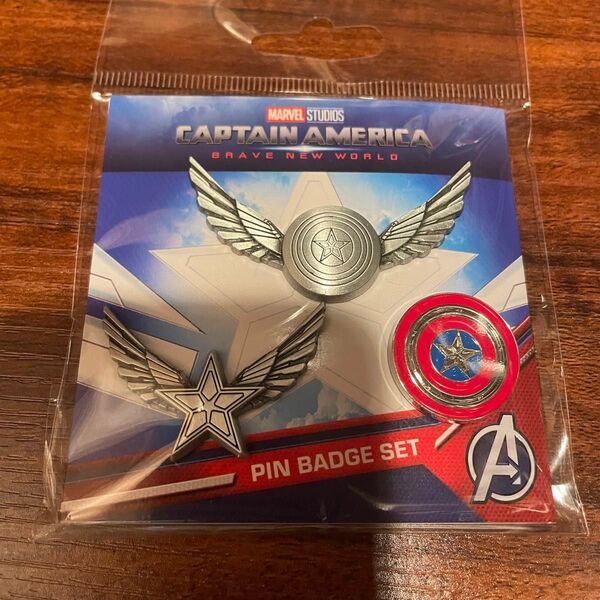 MARVEL STUDIOS
CAPTAIN AMERICA
BRAVE NEW WORLD
PIN BADGE SET